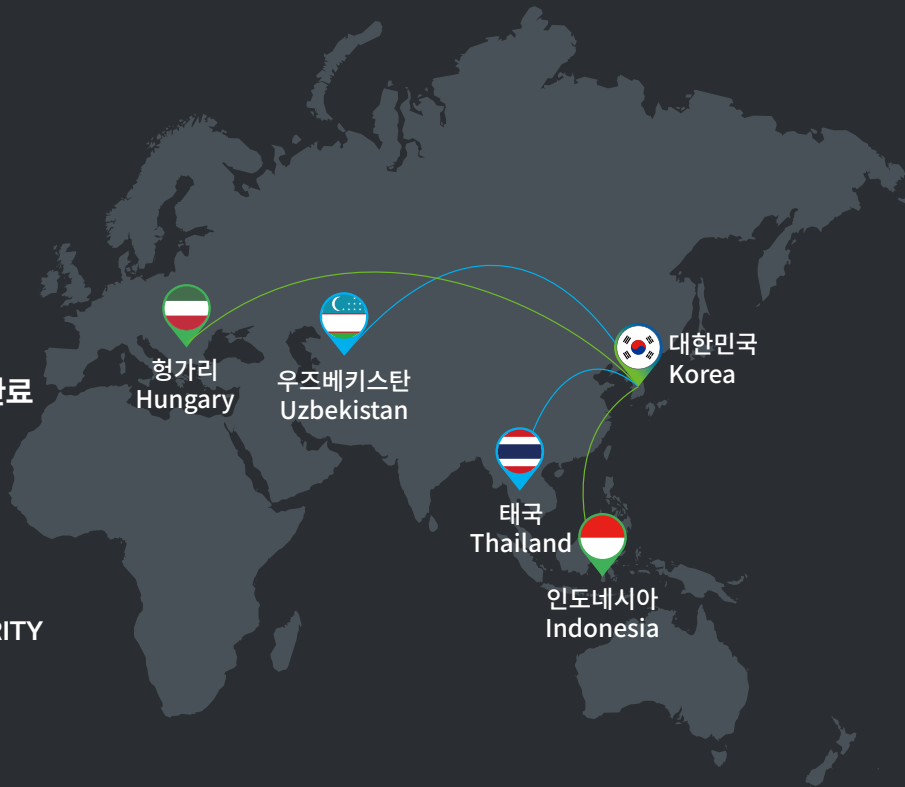 대한민국
Korea
헝가리
Hungary
우즈베키스탄
Uzbekistan
태국
Thailand
인도네시아
Indonesia